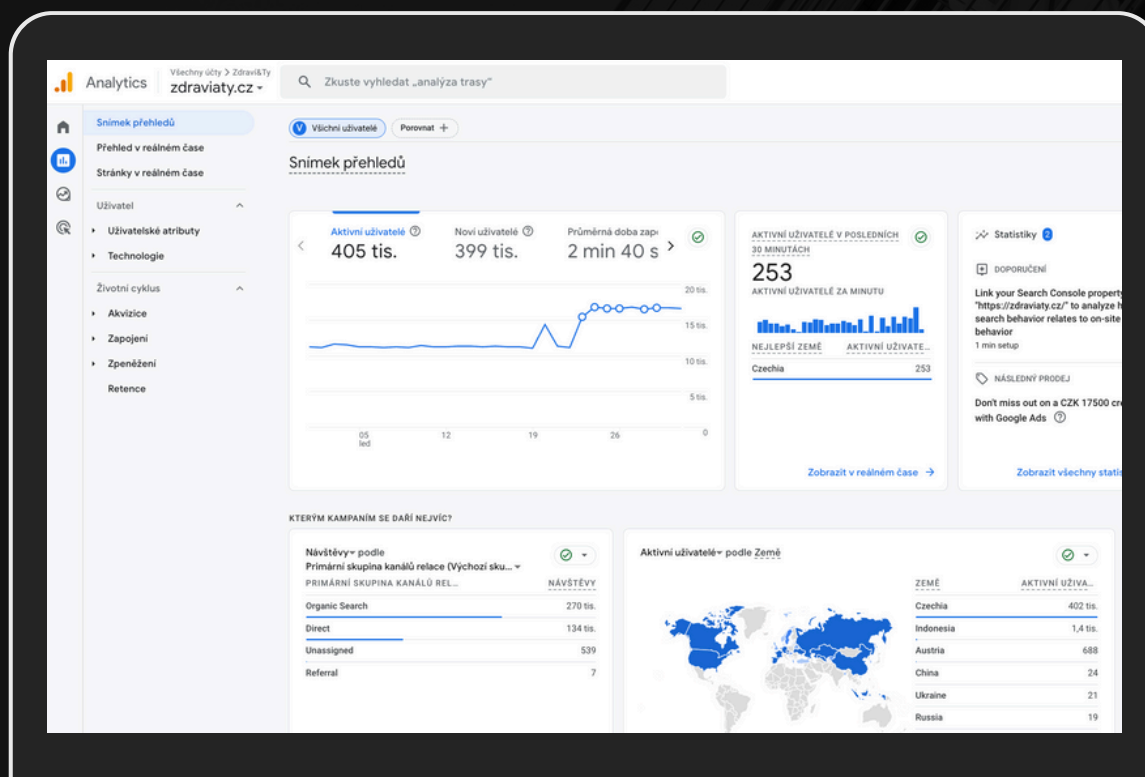 Analytics
Všechny účty > Zdraví&Ty
zdraviaty.cz
Zkuste vyhledat „analýza trasy“
Snímek přehledů
Přehled v reálném čase
Stránky v reálném čase
Uživatel
Uživatelské atributy
Technologie
Životní cyklus
Akvizice
Zapojení
Zpeněžení
Retence
V Všichni uživatelé
Porovnat +
Snímek přehledů
Aktivní uživatelé
405 tis.
Noví uživatelé
399 tis.
Průměrná doba zapo
2 min 40 s
20 tis.
15 tis.
10 tis.
5 tis.
0
05
led
12
19
26
AKTIVNÍ UŽIVATELÉ V POSLEDNÍCH
30 MINUTÁCH
253
AKTIVNÍ UŽIVATELÉ ZA MINUTU
NEJLEPŠÍ ZEMĚ AKTIVNÍ UŽIVATE...
Czechia 253
Zobrazit v reálném čase
Statistiky 2
DOPORUČENÍ
Link your Search Console property
"https://zdraviaty.cz/" to analyze h
search behavior relates to on-site
behavior
1 min setup
NÁSLEDNÝ PRODEJ
Don't miss out on a CZK 17500 cre
with Google Ads
Zobrazit všechny statis
KTERÝM KAMPANÍM SE DAŘÍ NEJVÍC?
Návštěvy podle
Primární skupina kanálů relace (Výchozí sku...
PRIMÁRNÍ SKUPINA KANÁLŮ REL... NÁVŠTĚVY
Organic Search 270 tis.
Direct 134 tis.
Unassigned 539
Referral 7
Aktivní uživatelé podle Země
ZEMĚ AKTIVNÍ UŽIVA...
Czechia 402 tis.
Indonesia 1,4 tis.
Austria 688
China 24
Ukraine 21
Russia 19